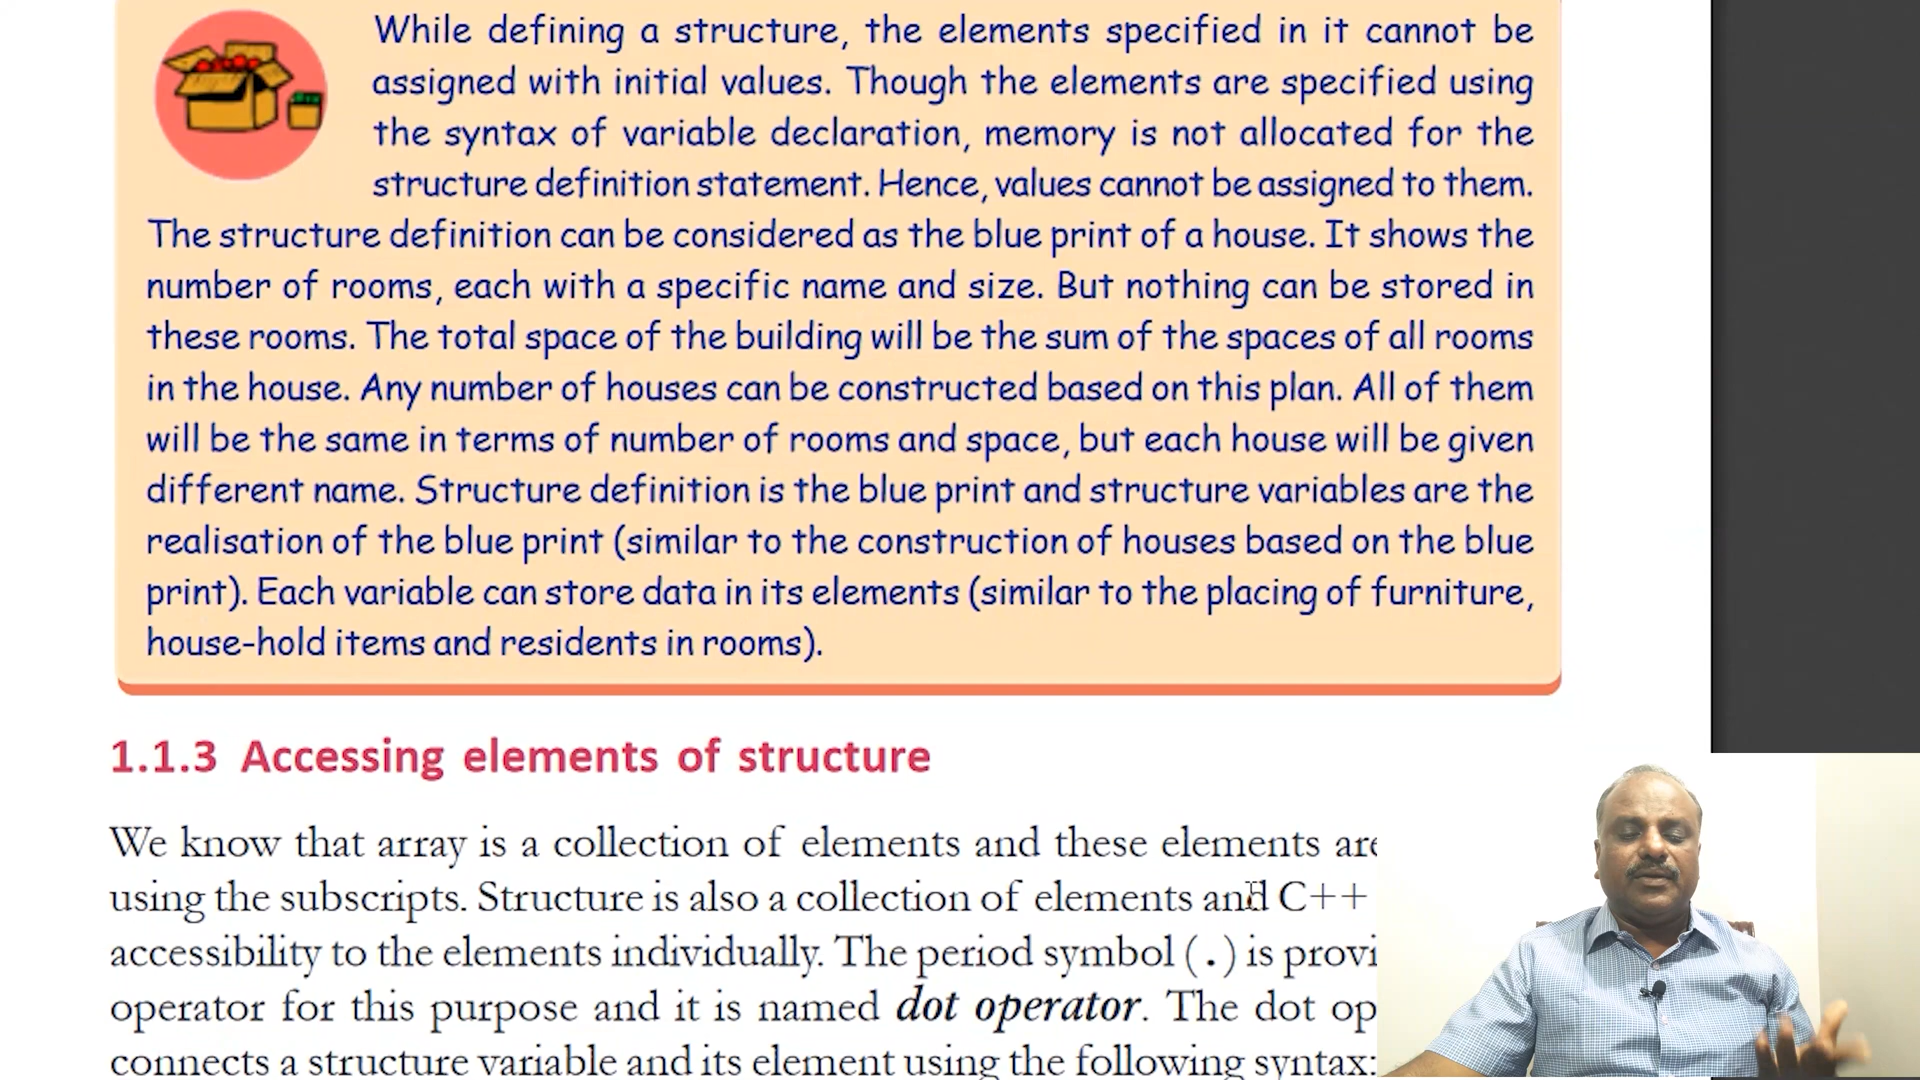 While defining a structure, the elements specified in it cannot be
assigned with initial values. Though the elements are specified using
the syntax of variable declaration, memory is not allocated for the
structure definition statement. Hence, values cannot be assigned to them.
The structure definition can be considered as the blue print of a house. It shows the
number of rooms, each with a specific name and size. But nothing can be stored in
these rooms. The total space of the building will be the sum of the spaces of all rooms
in the house. Any number of houses can be constructed based on this plan. All of them
will be the same in terms of number of rooms and space, but each house will be given
different name. Structure definition is the blue print and structure variables are the
realisation of the blue print (similar to the construction of houses based on the blue
print). Each variable can store data in its elements (similar to the placing of furniture,
house-hold items and residents in rooms).
1.1.3 Accessing elements of structure
We know that array is a collection of elements and these elements are
using the subscripts. Structure is also a collection of elements and C++
accessibility to the elements individually. The period symbol (.) is provi
operator for this purpose and it is named dot operator. The dot op
connects a structure variable and its element using the following syntax: